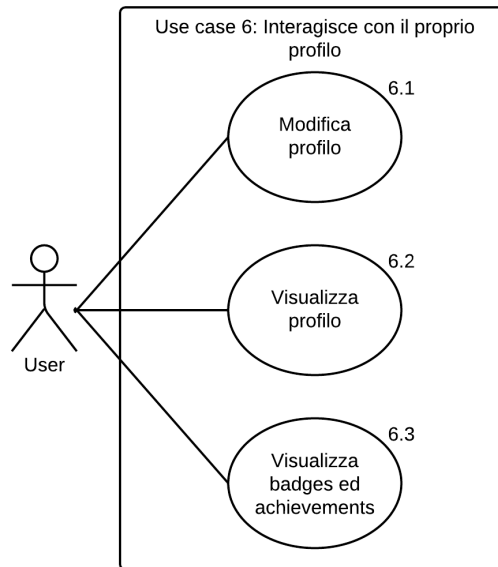 Use case 6: Interagisce con il proprio
profilo
6.1
Modifica
profilo
6.2
Visualizza
profilo
User
6.3
Visualizza
badges ed
achievements